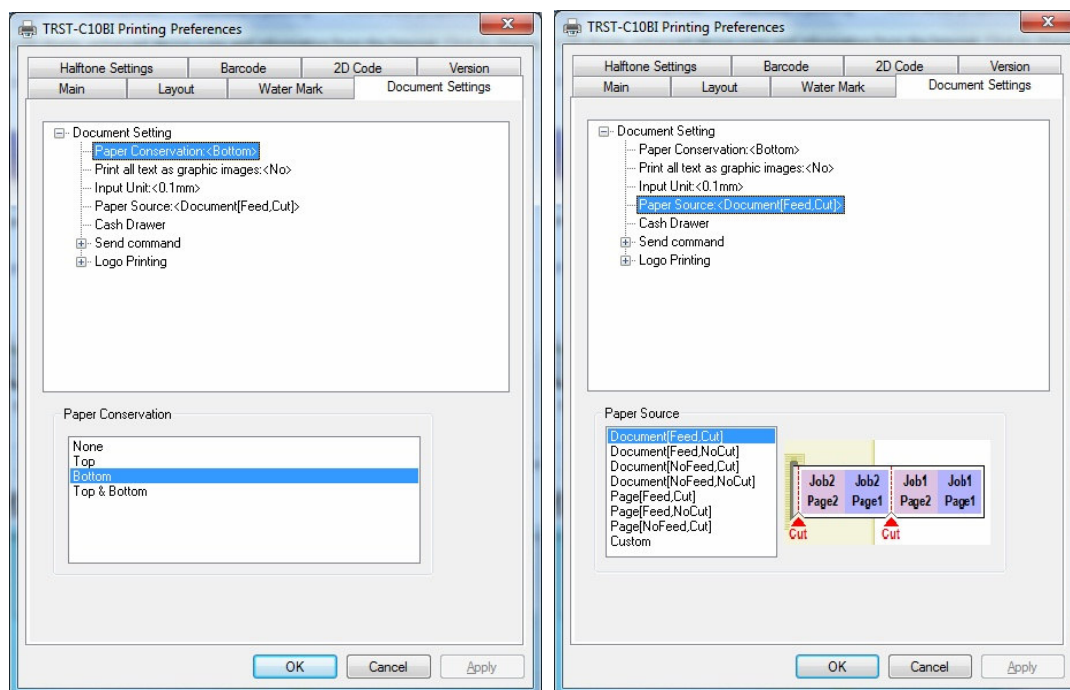 TRST-C10BI Printing Preferences
Halftone Settings Barcode 2D Code Version
Main Layout Water Mark Document Settings
Document Setting
Paper Conservation:<Bottom>
Print all text as graphic images:<No>
Input Unit:<0.1mm>
Paper Source:<Document[Feed,Cut]>
Cash Drawer
Send command
Logo Printing
Paper Conservation
None
Top
Bottom
Top & Bottom
OK Cancel Apply
TRST-C10BI Printing Preferences
Halftone Settings Barcode 2D Code Version
Main Layout Water Mark Document Settings
Document Setting
Paper Conservation:<Bottom>
Print all text as graphic images:<No>
Input Unit:<0.1mm>
Paper Source:<Document[Feed,Cut]>
Cash Drawer
Send command
Logo Printing
Paper Source
Document[Feed,Cut]
Document[Feed,NoCut]
Document[NoFeed,Cut]
Document[NoFeed,NoCut]
Page[Feed,Cut]
Page[Feed,NoCut]
Page[NoFeed,Cut]
Custom
Job2 Job2 Job1 Job1
Page2 Page1 Page2 Page1
Cut Cut
OK Cancel Apply